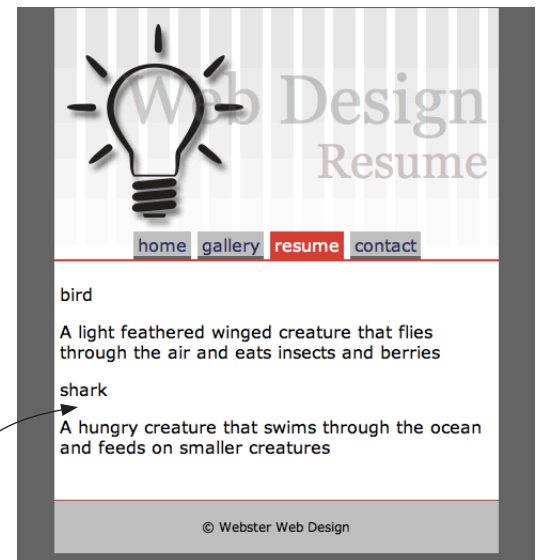 Web Design
Resume
home gallery resume contact
bird
A light feathered winged creature that flies
through the air and eats insects and berries
shark
A hungry creature that swims through the ocean
and feeds on smaller creatures
© Webster Web Design